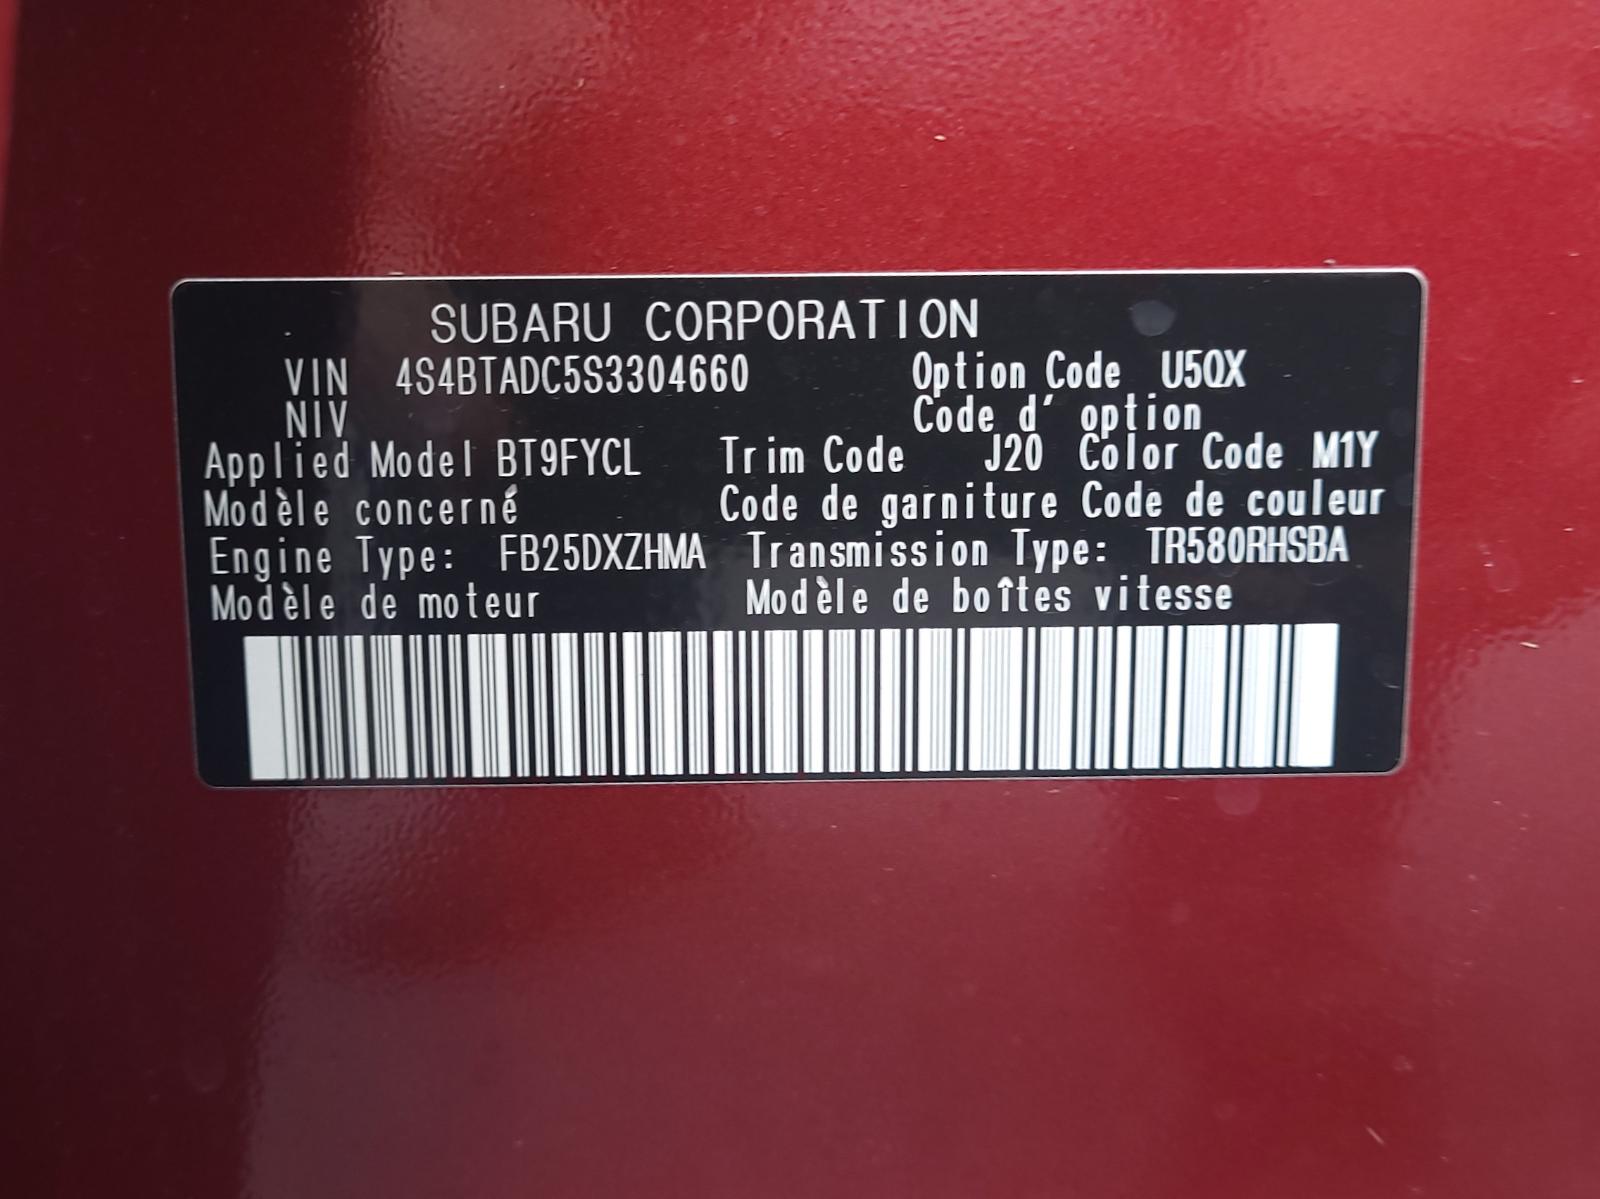 SUBARU CORPORATION
VIN 4S4BTADC5S3304660 Option Code U5QX
NIV Code d' option
Applied Model BT9FYCL Trim Code J20 Color Code M1Y
Modèle concerné Code de garniture Code de couleur
Engine Type: FB25DXZHMA Transmission Type: TR580RHSBA
Modèle de moteur Modèle de boîtes vitesse